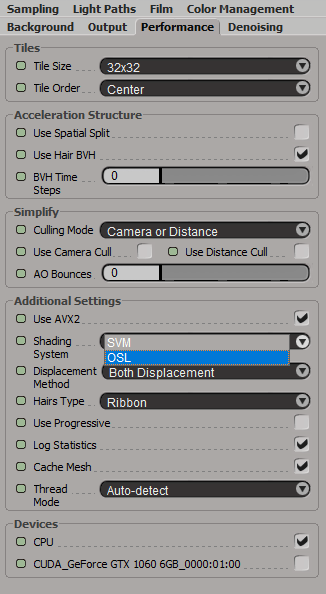 Sampling Light Paths Film Color Management
Background Output Performance Denoising
Tiles
Tile Size 32x32
Tile Order Center
Acceleration Structure
Use Spatial Split
Use Hair BVH
BVH Time Steps 0
Simplify
Culling Mode Camera or Distance
Use Camera Cull Use Distance Cull
AO Bounces 0
Additional Settings
Use AVX2
Shading System SVM
OSL
Displacement Method Both Displacement
Hairs Type Ribbon
Use Progressive
Log Statistics
Cache Mesh
Thread Mode Auto-detect
Devices
CPU
CUDA_GeForce GTX 1060 6GB_0000:01:00